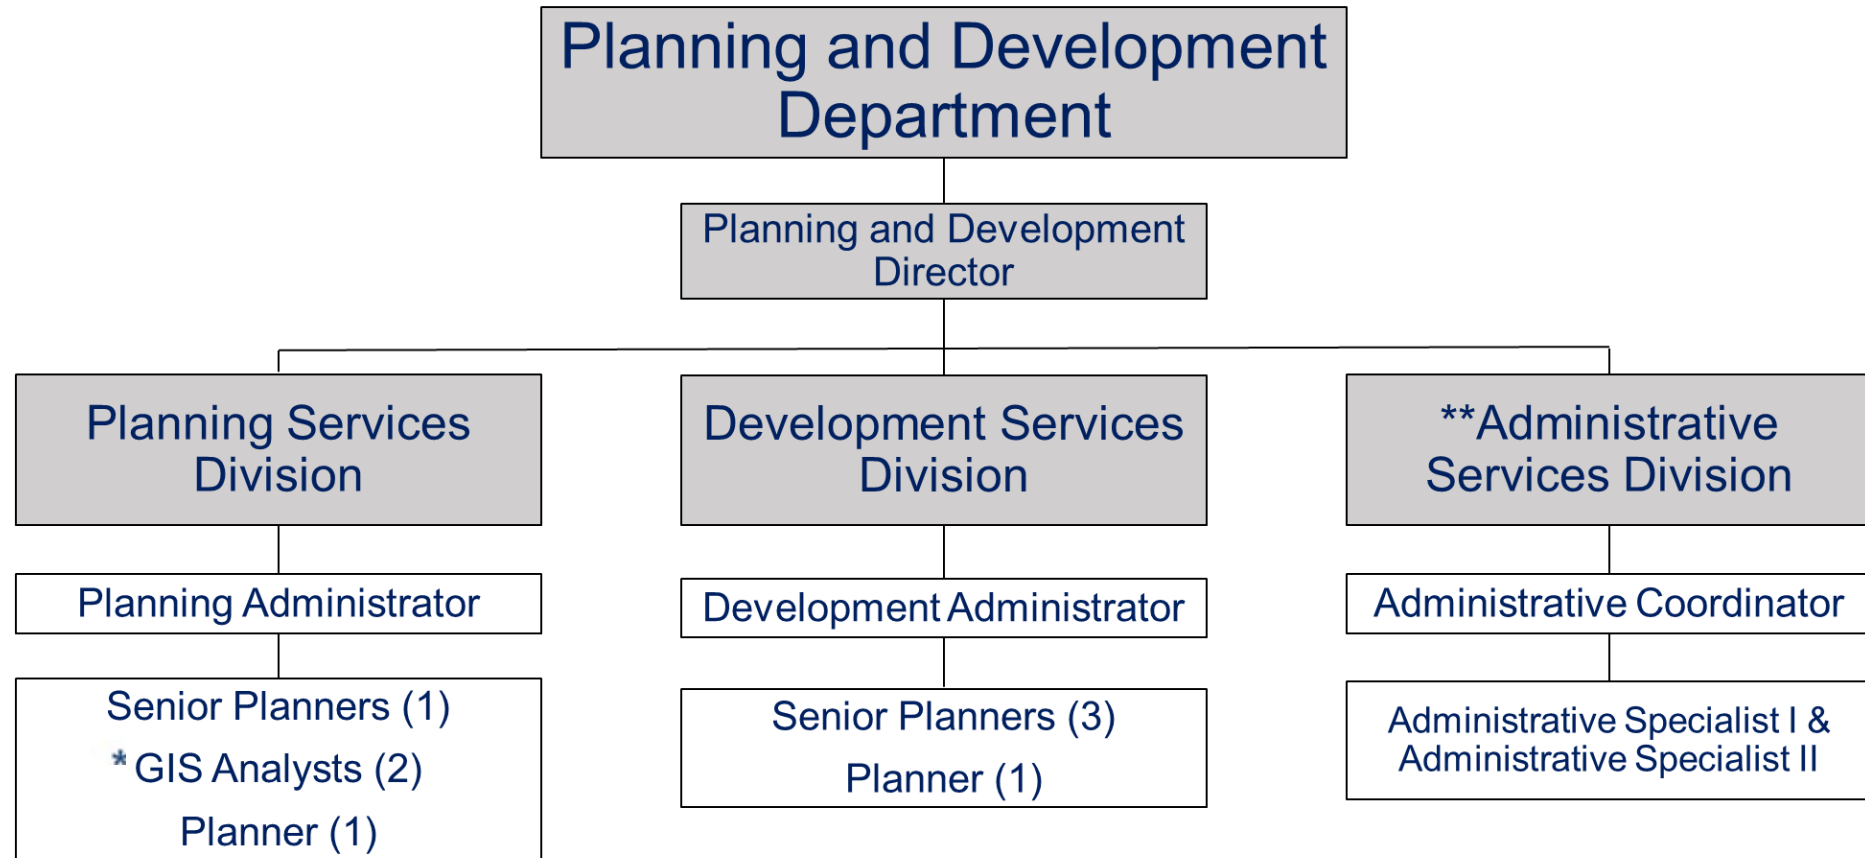 Planning and Development
Department
Planning and Development
Director
Planning Services
Division
Development Services
Division
**Administrative
Services Division
Planning Administrator
Development Administrator
Administrative Coordinator
Senior Planners (1)
*GIS Analysts (2)
Planner (1)
Senior Planners (3)
Planner (1)
Administrative Specialist I &
Administrative Specialist II